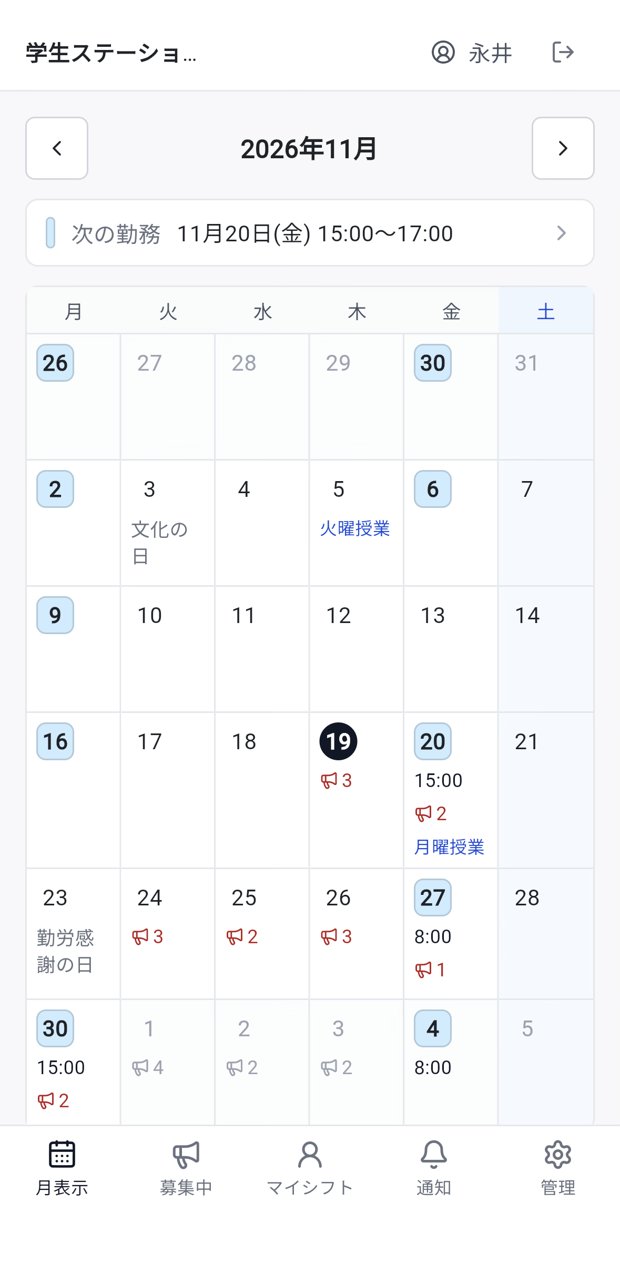 学生ステーショ...
永井
2026年11月
次の勤務 11月20日(金) 15:00〜17:00
月 火 水 木 金 土
26 27 28 29 30 31
2 3 4 5 6 7
文化の
日
火曜授業
9 10 11 12 13 14
16 17 18 19 20 21
3
15:00
2
月曜授業
23 24 25 26 27 28
勤労感
謝の日
3
2
3
8:00
1
30 1 2 3 4 5
15:00
2
4
2
2
8:00
月表示 募集中 マイシフト 通知 管理